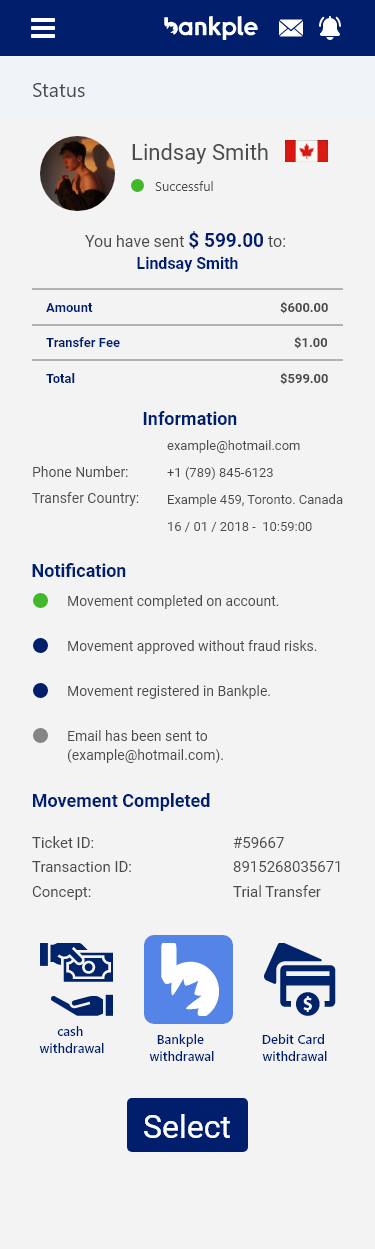 bankple
Status
Lindsay Smith
Successful
You have sent $ 599.00 to:
Lindsay Smith
Amount $600.00
Transfer Fee $1.00
Total $599.00
Information
example@hotmail.com
Phone Number: +1 (789) 845-6123
Transfer Country: Example 459, Toronto. Canada
16 / 01 / 2018 - 10:59:00
Notification
Movement completed on account.
Movement approved without fraud risks.
Movement registered in Bankple.
Email has been sent to
(example@hotmail.com).
Movement Completed
Ticket ID: #59667
Transaction ID: 8915268035671
Concept: Trial Transfer
cash
withdrawal
Bankple
withdrawal
Debit Card
withdrawal
Select